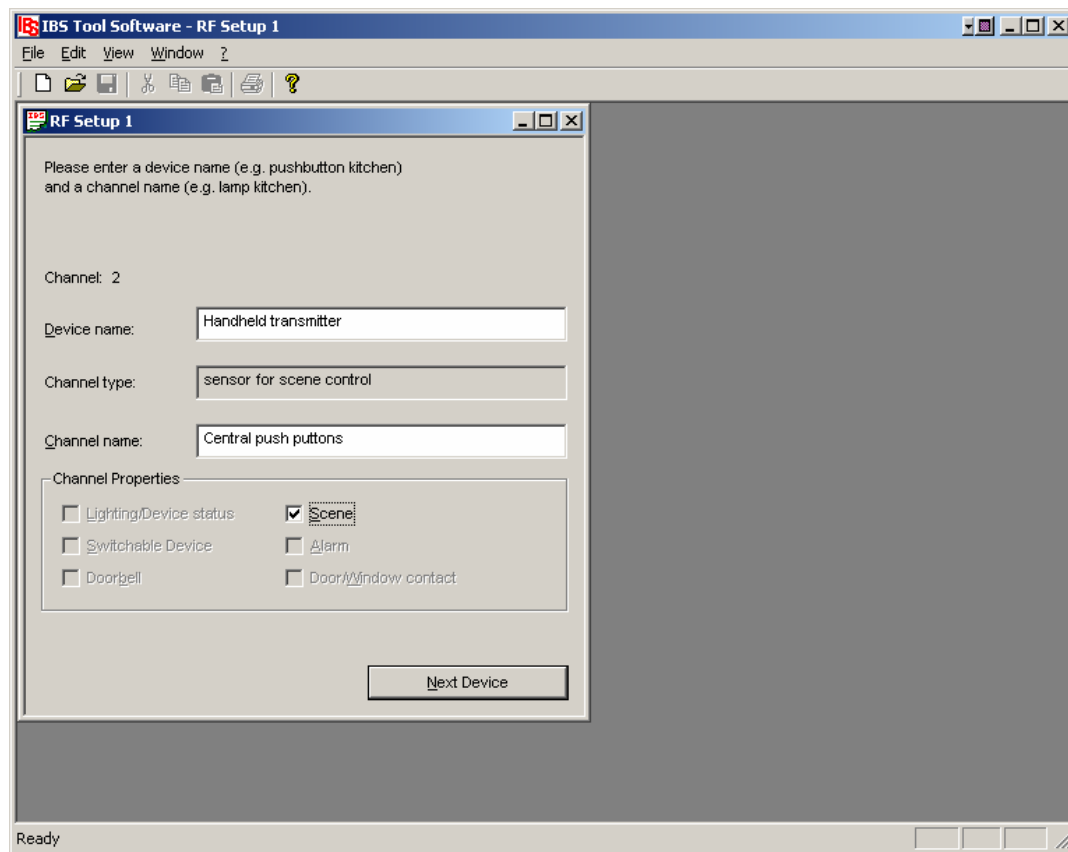 IBS Tool Software - RF Setup 1
File Edit View Window ?
RF Setup 1
Please enter a device name (e.g. pushbutton kitchen)
and a channel name (e.g. lamp kitchen).
Channel: 2
Device name: Handheld transmitter
Channel type: sensor for scene control
Channel name: Central push puttons
Channel Properties
Lighting/Device status Scene
Switchable Device Alarm
Doorbell Door/Window contact
Next Device
Ready